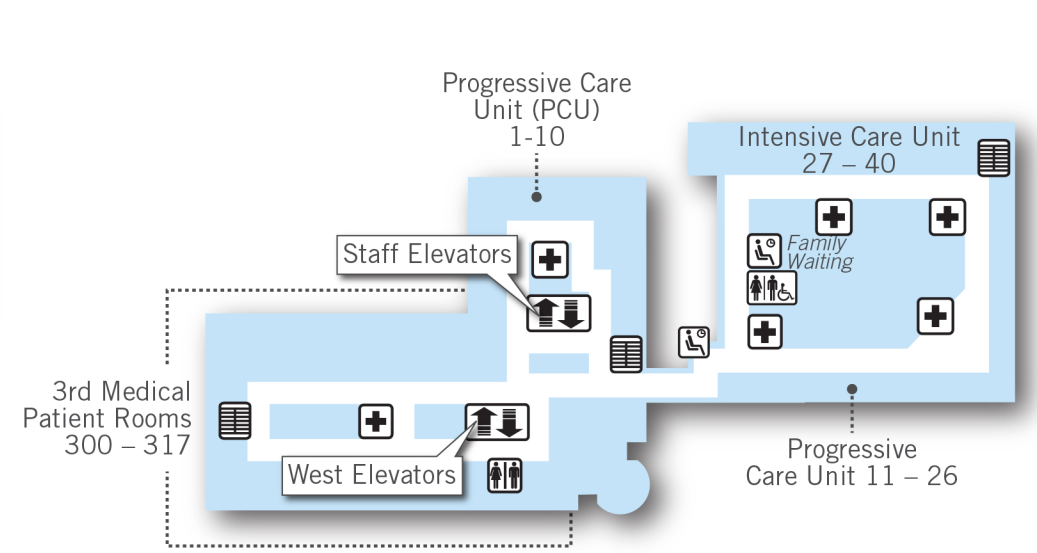 Progressive Care
Unit (PCU)
1-10
Intensive Care Unit
27 – 40
Family
Waiting
Staff Elevators
3rd Medical
Patient Rooms
300 – 317
West Elevators
Progressive
Care Unit 11 – 26